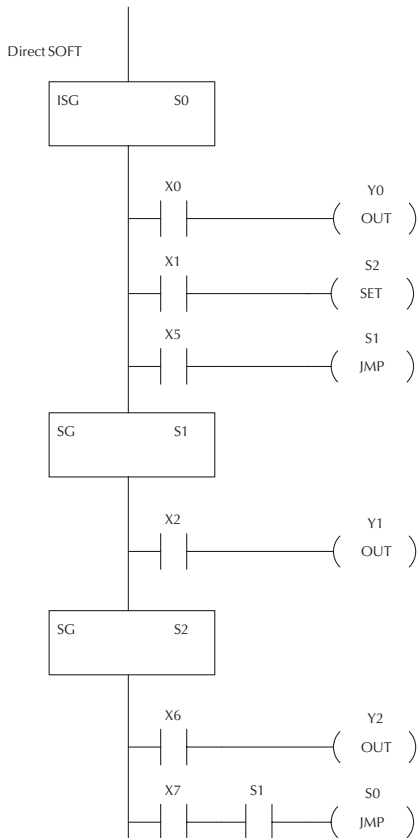 Direct SOFT
ISG S0
X0 Y0
OUT
X1 S2
SET
X5 S1
JMP
SG S1
X2 Y1
OUT
SG S2
X6 Y2
OUT
X7 S1 S0
JMP